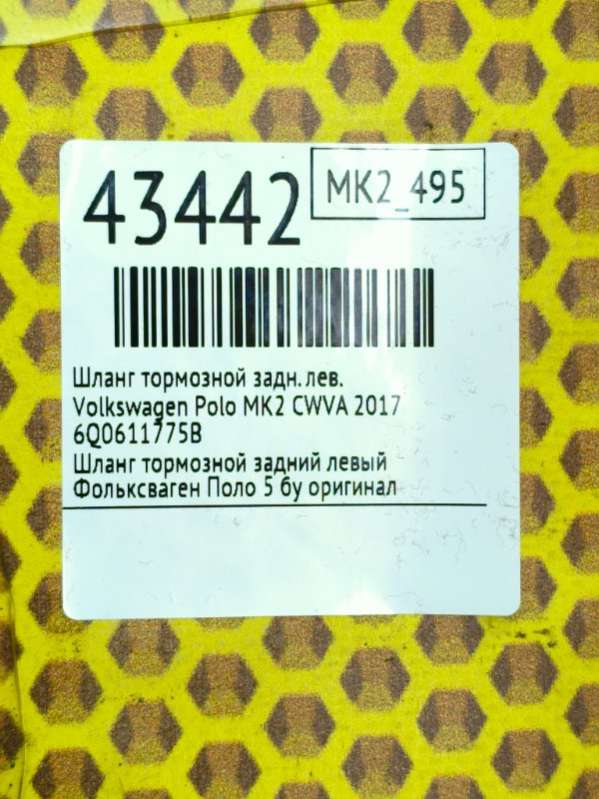 43442
MK2_495
Шланг тормозной задн. лев.
Volkswagen Polo MK2 CWVA 2017
6Q0611775B
Шланг тормозной задний левый
Фольксваген Поло 5 бу оригинал